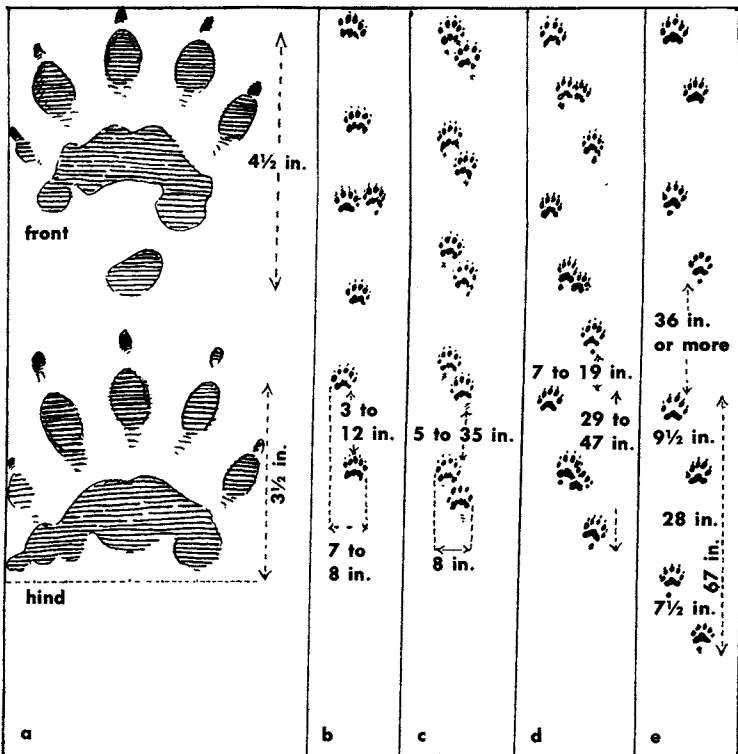 4½ in.
front
3½ in.
hind
a
3 to
12 in.
7 to
8 in.
b
5 to 35 in.
8 in.
c
7 to 19 in.
29 to
47 in.
d
36 in.
or more
9½ in.
28 in.
67 in.
7½ in.
e